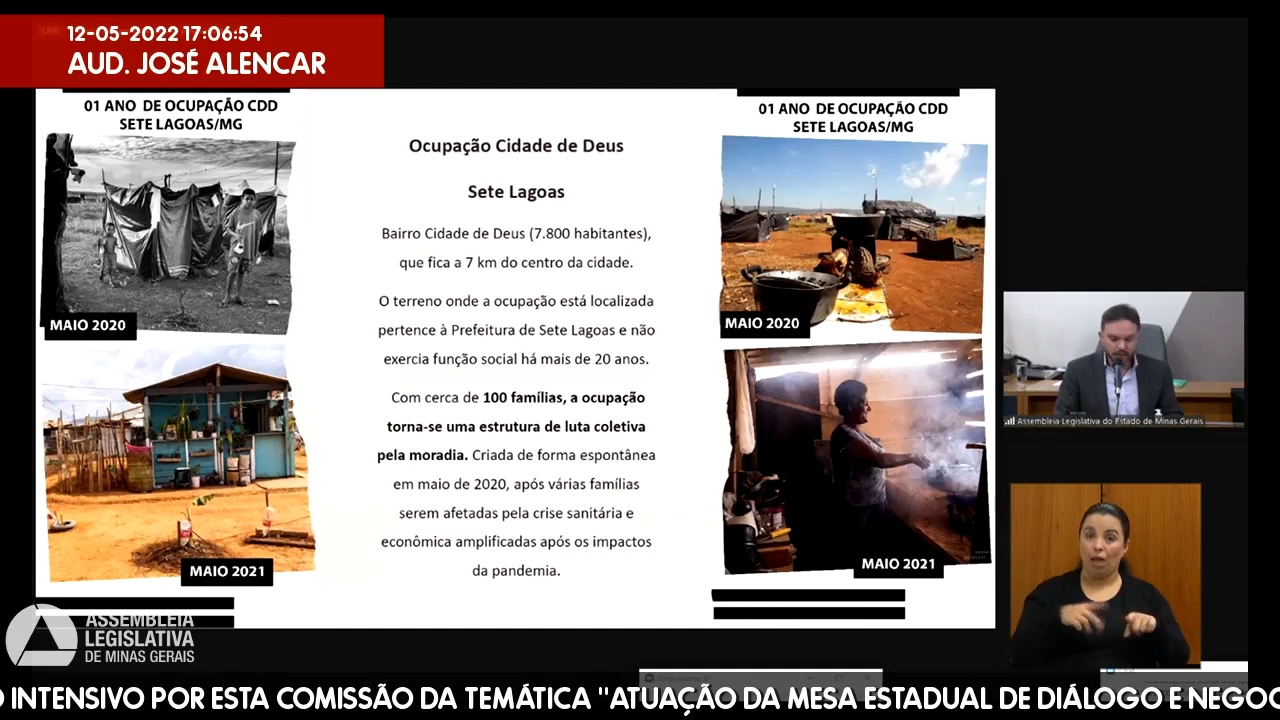 12-05-2022 17:06:54
AUD. JOSÉ ALENCAR
01 ANO DE OCUPAÇÃO CDD
SETE LAGOAS/MG
MAIO 2020
MAIO 2021
Ocupação Cidade de Deus
Sete Lagoas
Bairro Cidade de Deus (7.800 habitantes),
que fica a 7 km do centro da cidade.
O terreno onde a ocupação está localizada
pertence à Prefeitura de Sete Lagoas e não
exercia função social há mais de 20 anos.
Com cerca de 100 famílias, a ocupação
torna-se uma estrutura de luta coletiva
pela moradia. Criada de forma espontânea
em maio de 2020, após várias famílias
serem afetadas pela crise sanitária e
econômica amplificadas após os impactos
da pandemia.
01 ANO DE OCUPAÇÃO CDD
SETE LAGOAS/MG
MAIO 2020
MAIO 2021
Assembleia Legislativa do Estado de Minas Gerais
ASSEMBLEIA
LEGISLATIVA
DE MINAS GERAIS
O INTENSIVO POR ESTA COMISSÃO DA TEMÁTICA "ATUAÇÃO DA MESA ESTADUAL DE DIÁLOGO E NEGOC